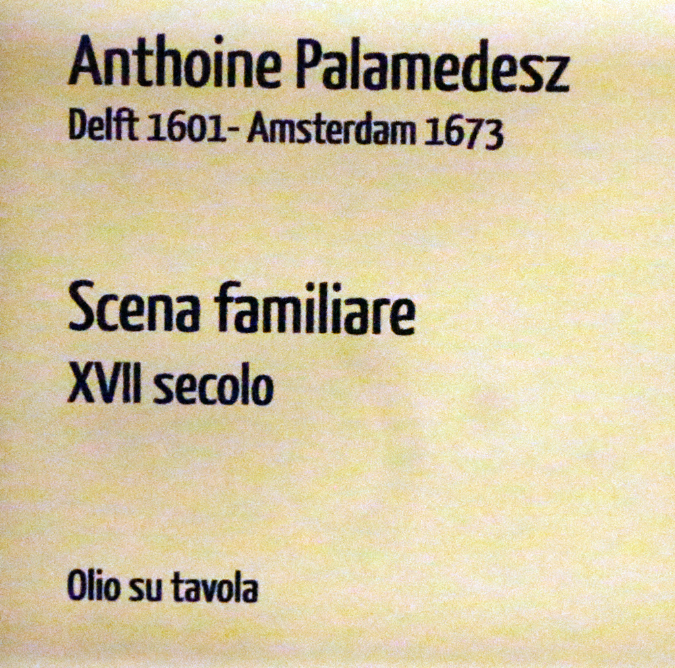 Anthoine Palamedesz
Delft 1601- Amsterdam 1673
Scena familiare
XVII secolo
Olio su tavola